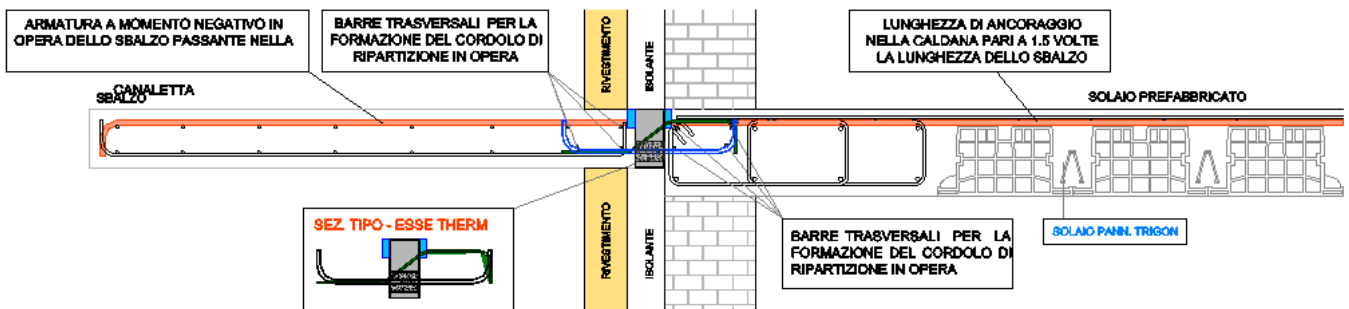 ARMATURA A MOMENTO NEGATIVO IN
OPERA DELLO SBALZO PASSANTE NELLA
BARRE TRASVERSALI PER LA
FORMAZIONE DEL CORDOLO DI
RIPARTIZIONE IN OPERA
RIVESTIMENTO
ISOLANTE
LUNGHEZZA DI ANCORAGGIO
NELLA CALDANA PARI A 1.5 VOLTE
LA LUNGHEZZA DELLO SBALZO
CANALETTA
SBALZO
SOLAIO PREFABBRICATO
SEZ. TIPO - ESSE THERM
RIVESTIMENTO
ISOLANTE
BARRE TRASVERSALI PER LA
FORMAZIONE DEL CORDOLO DI
RIPARTIZIONE IN OPERA
SOLAIO PANN. TRIGON